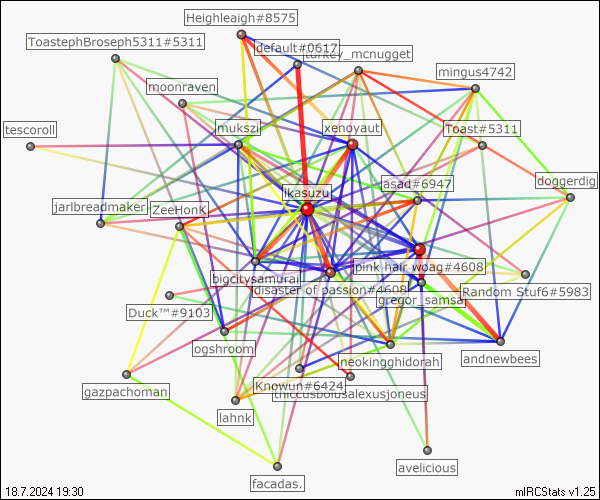 Heighleigh#8575
ToastephBroseph5311#5311
default#0617
turkey_mcnugget
mingus4742
moonraven
tescoroll
mukszi
xenoyaut
Toast#5311
doggerdig
ikasuzu
asad#6947
jarlbreadmaker
ZeeHonk
pink hair woag#4608
bigcitysamurai
disaster of passion#4608
gregor_samsa
Random Stuf6#5983
Duck™#9103
ogshroom
neokingghidorah
andnewbees
gazpachoman
Knowun#6424
thiccusbolusalexusjoneus
lahnk
avelicious
facadas.
18.7.2024 19:30
mIRCStats v1.25